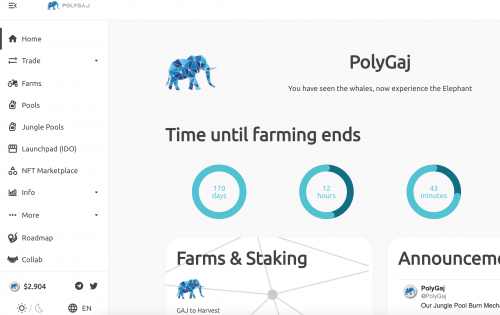 POLYGAJ
Home
Trade
Farms
Pools
Jungle Pools
Launchpad (IDO)
NFT Marketplace
Info
More
Roadmap
Collab
$2.904
EN
PolyGaj
You have seen the whales, now experience the Elephant
Time until farming ends
170
days
12
hours
43
minutes
Farms & Staking
GAJ to Harvest
Announceme
PolyGaj
@PolyGaj
Our Jungle Pool Burn Mech